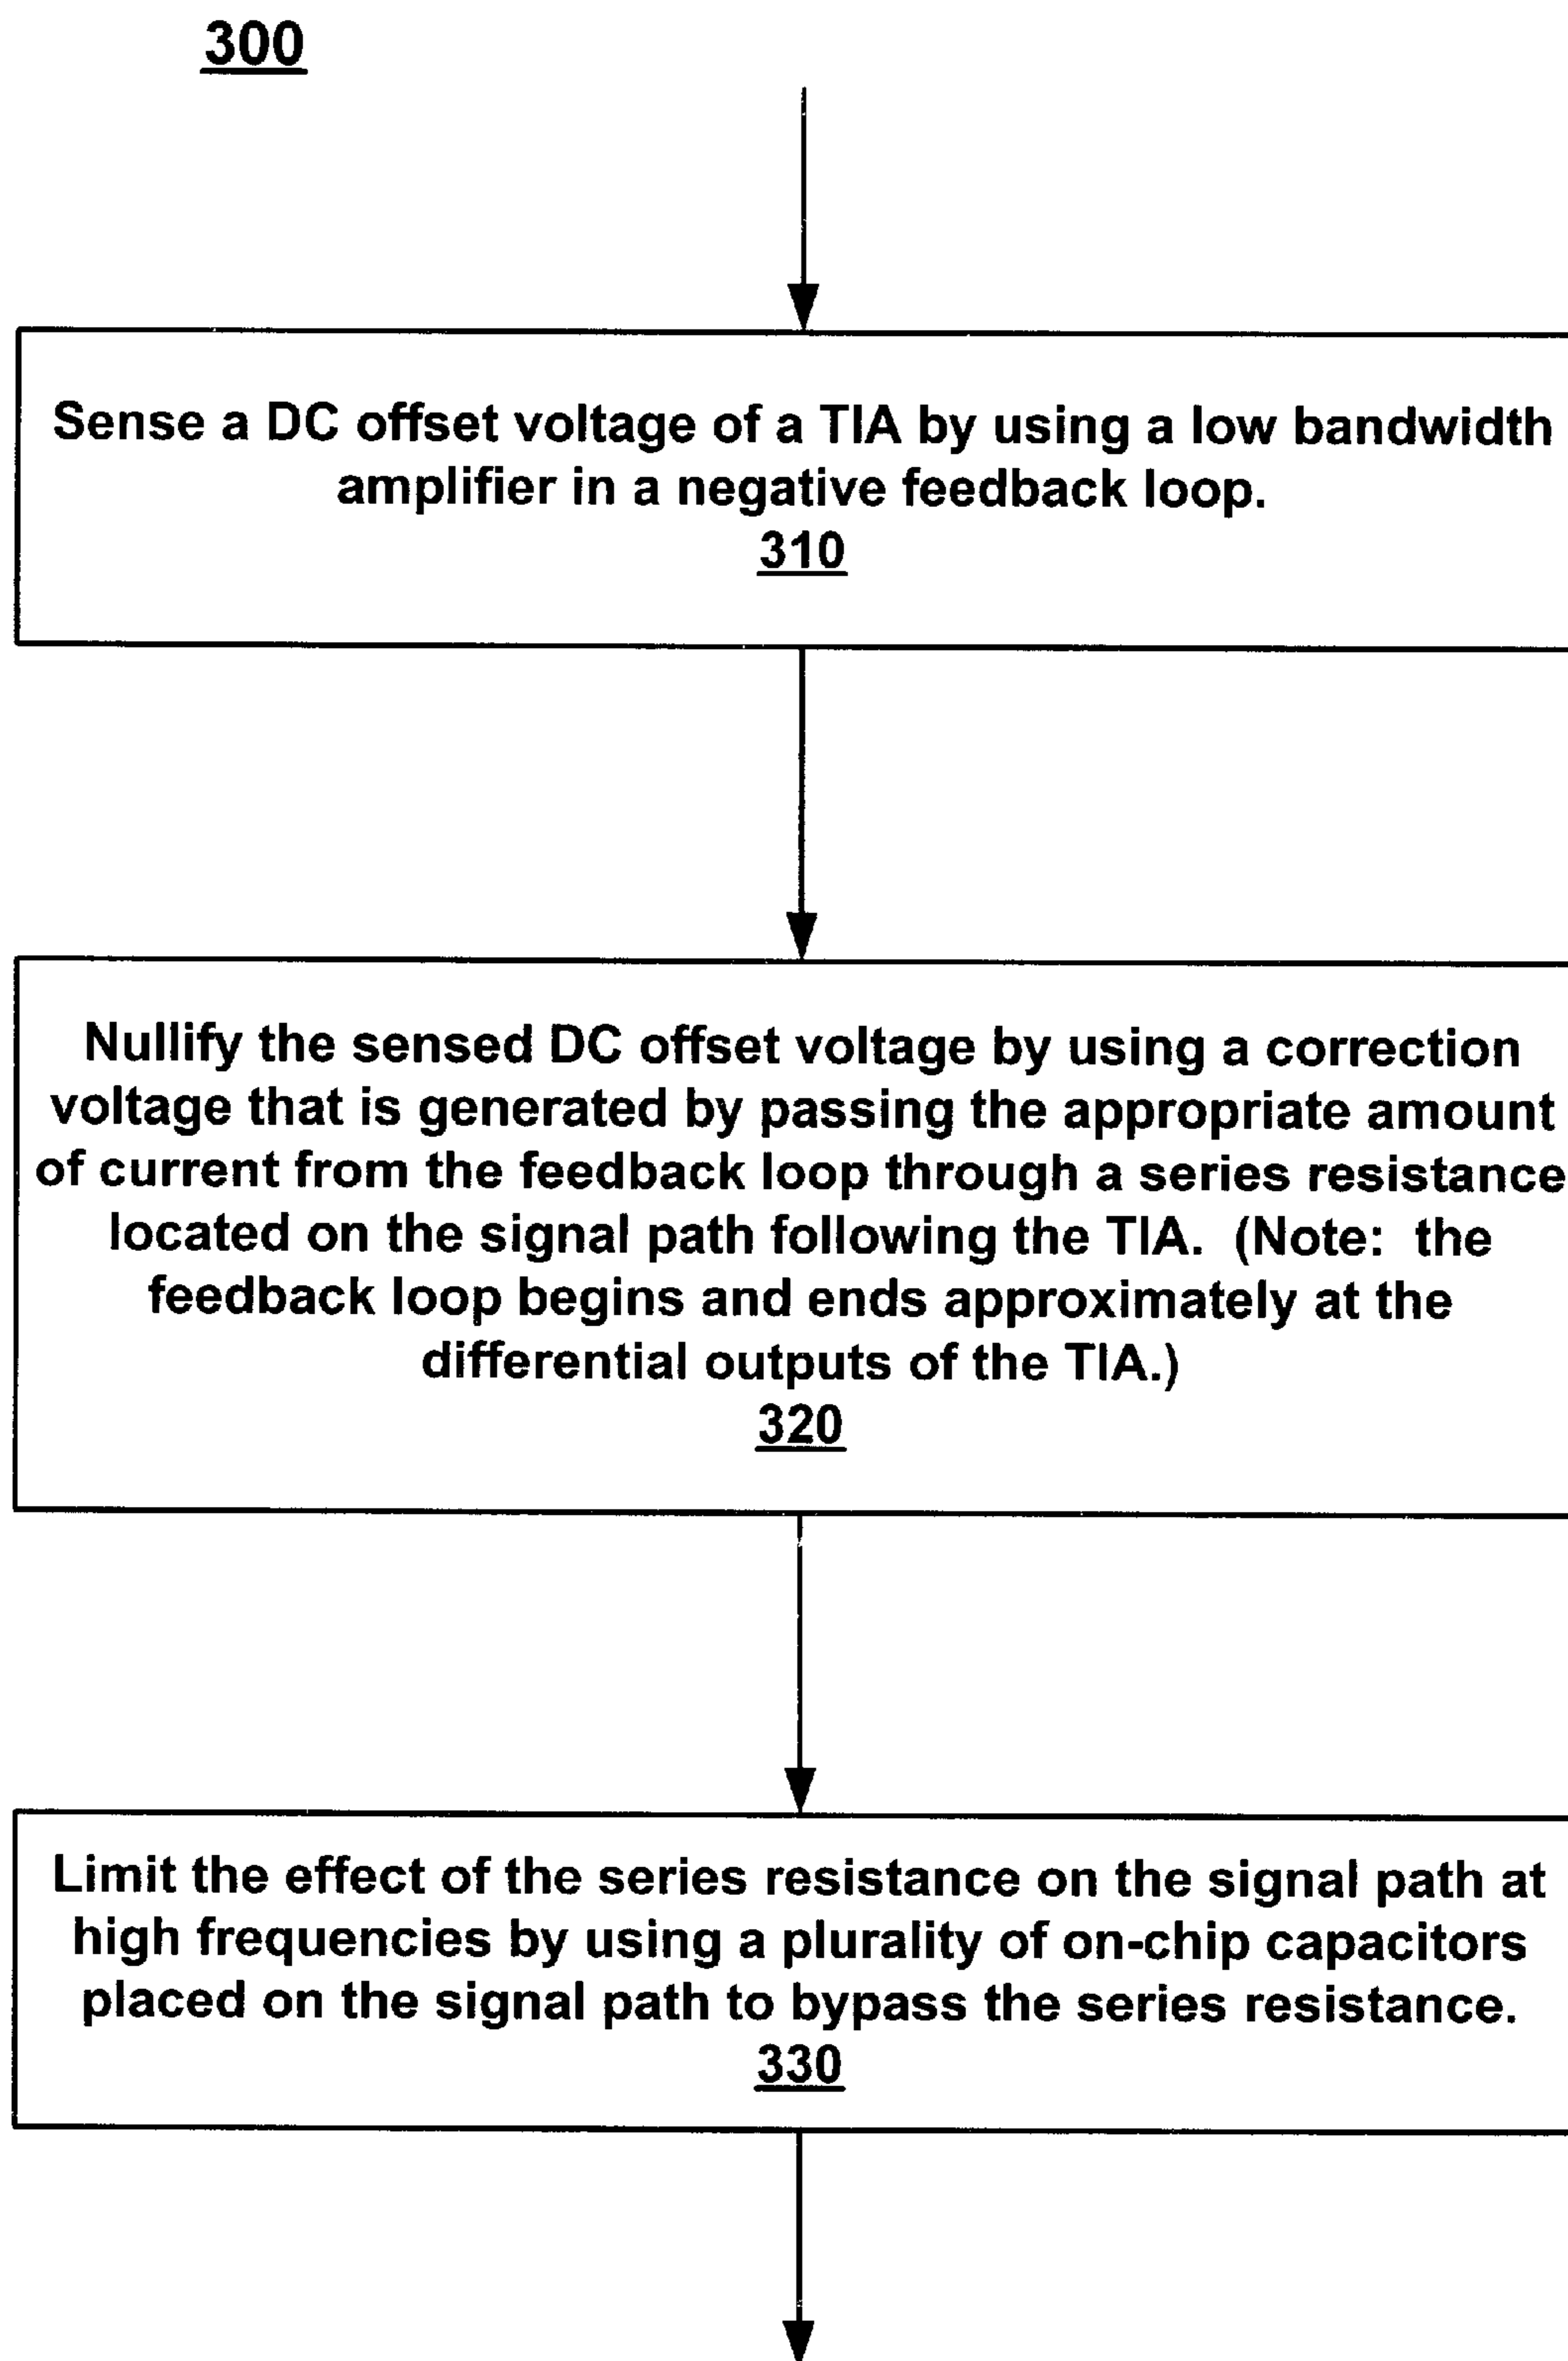 300
Sense a DC offset voltage of a TIA by using a low bandwidth
amplifier in a negative feedback loop.
310
Nullify the sensed DC offset voltage by using a correction
voltage that is generated by passing the appropriate amount
of current from the feedback loop through a series resistance
located on the signal path following the TIA. (Note: the
feedback loop begins and ends approximately at the
differential outputs of the TIA.)
320
Limit the effect of the series resistance on the signal path at
high frequencies by using a plurality of on-chip capacitors
placed on the signal path to bypass the series resistance.
330